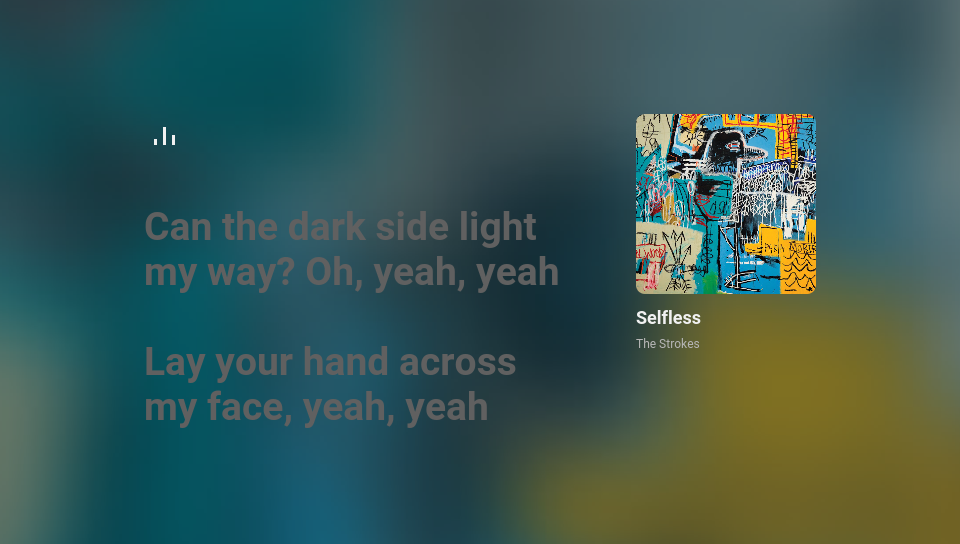 Can the dark side light
my way? Oh, yeah, yeah
Lay your hand across
my face, yeah, yeah
Selfless
The Strokes